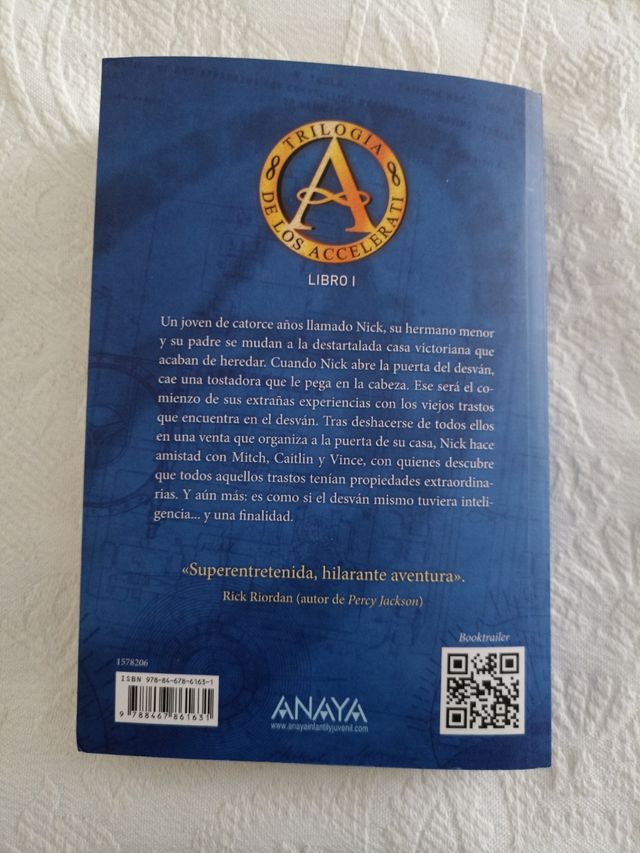 TRILOGÍA
DE LOS ACCELERATI
A
LIBRO I
Un joven de catorce años llamado Nick, su hermano menor
y su padre se mudan a la destartalada casa victoriana que
acaban de heredar. Cuando Nick abre la puerta del desván,
cae una tostadora que le pega en la cabeza. Ese será el co-
mienzo de sus extrañas experiencias con los viejos trastos
que encuentra en el desván. Tras deshacerse de todos ellos
en una venta que organiza a la puerta de su casa, Nick hace
amistad con Mitch, Caitlin y Vince, con quienes descubre
que todos aquellos trastos tenían propiedades extraordina-
rias. Y aún más: es como si el desván mismo tuviera inteli-
gencia... y una finalidad.
«Superentretenida, hilarante aventura».
Rick Riordan (autor de Percy Jackson)
Booktrailer
1578206
ISBN 978-84-678-6163-1
9 788467 861631
ANAYA
www.anayainfantilyjuvenil.com